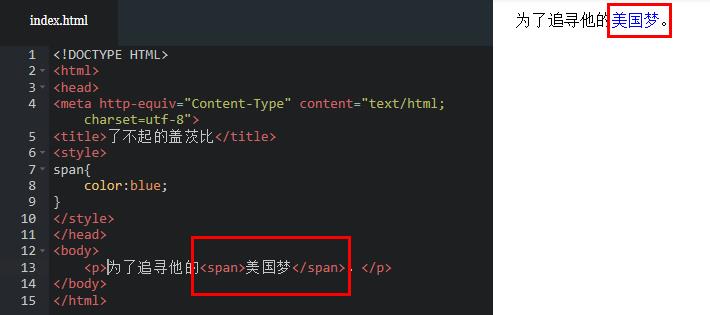 index.html
1 <!DOCTYPE HTML>
2 <html>
3 <head>
4 <meta http-equiv="Content-Type" content="text/html;
charset=utf-8">
5 <title>了不起的盖茨比</title>
6 <style>
7 span{
8 color:blue;
9 }
10 </style>
11 </head>
12 <body>
13 <p>为了追寻他的<span>美国梦</span>。</p>
14 </body>
15 </html>
为了追寻他的美国梦。